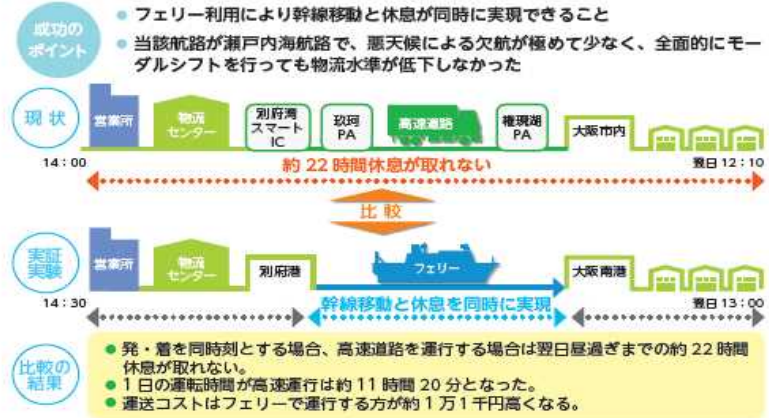 成功の
ポイント
● フェリー利用により幹線移動と休息が同時に実現できること
● 当該航路が瀬戸内海航路で、悪天候による欠航が極めて少なく、全面的にモー
ダルシフトを行っても物流水準が低下しなかった
現状
営業所
物流
センター
別府湾
スマート
IC
玖珂
PA
高速道路
権現湖
PA
大阪市内
14：00
約 22 時間休息が取れない
翌日 12：10
比較
実証
実験
営業所
物流
センター
別府港
フェリー
大阪南港
14：30
幹線移動と休息を同時に実現
翌日 13：00
比較の
結果
● 発・着を同時刻とする場合、高速道路を運行する場合は翌日昼過ぎまでの約 22 時間
休息が取れない。
● 1 日の運転時間が高速運行は約 11 時間 20 分となった。
● 運送コストはフェリーで運行する方が約 1 万 1 千円高くなる。